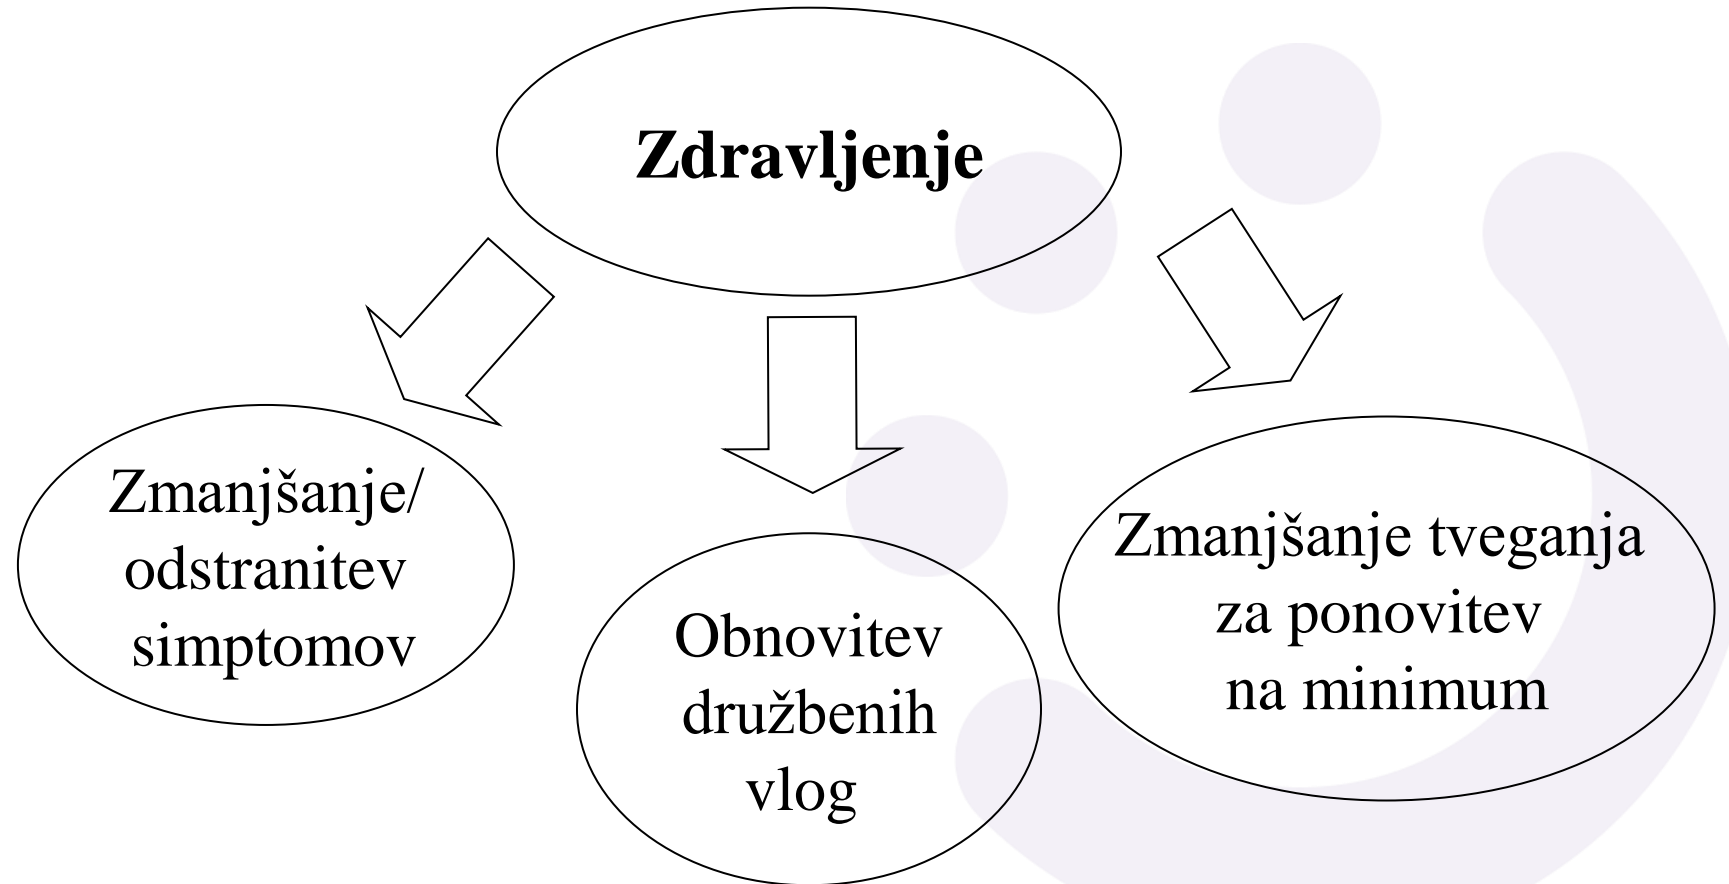 Zdravljenje
Zmanjšanje/
odstranitev
simptomov
Obnovitev
družbenih
vlog
Zmanjšanje tveganja
za ponovitev
na minimum